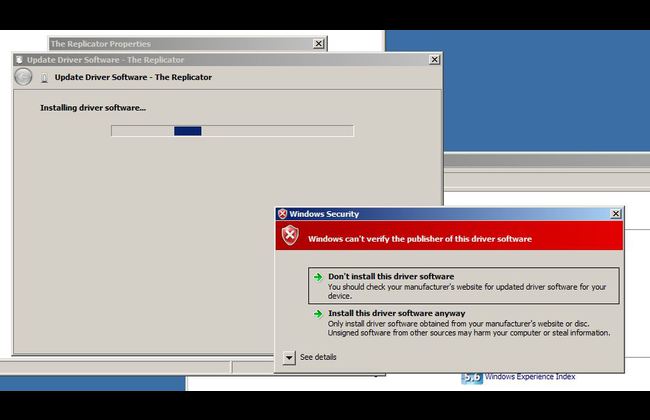 The Replicator Properties
Update Driver Software - The Replicator
Update Driver Software - The Replicator
Installing driver software...
Windows Security
Windows can't verify the publisher of this driver software
Don't install this driver software
You should check your manufacturer's website for updated driver software for your
device.
Install this driver software anyway
Only install driver software obtained from your manufacturer's website or disc.
Unsigned software from other sources may harm your computer or steal information.
See details
5,6 Windows Experience Index